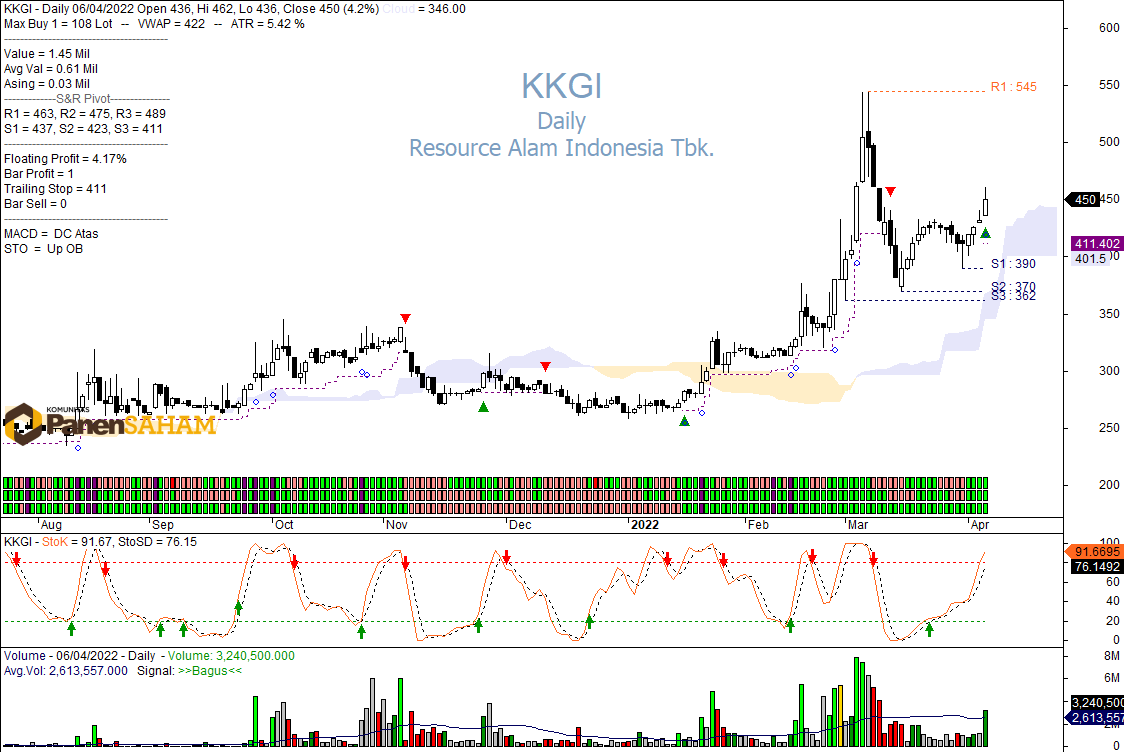 KKGI - Daily 06/04/2022 Open 436, Hi 462, Lo 436, Close 450 (4.2%) Cloud = 346.00
Max Buy 1 = 108 Lot -- VWAP = 422 -- ATR = 5.42 %
Value = 1.45 Mil
Avg Val = 0.61 Mil
Asing = 0.03 Mil
-------------S&R Pivot---------------
R1 = 463, R2 = 475, R3 = 489
S1 = 437, S2 = 423, S3 = 411
Floating Profit = 4.17%
Bar Profit = 1
Trailing Stop = 411
Bar Sell = 0
MACD = DC Atas
STO = Up OB
KKGI
Daily
Resource Alam Indonesia Tbk.
R1 : 545
S1 : 390
S2 : 370
S3 : 362
600
550
500
450
450
411.402
401.5
350
300
250
200
KOMUNITAS
PanenSAHAM
Aug
Sep
Oct
Nov
Dec
2022
Feb
Mar
Apr
KKGI - StoK = 91.67, StoSD = 76.15
100
91.6695
76.1492
60
40
20
0
Volume - 06/04/2022 - Daily - Volume: 3,240,500.000
Avg.Vol: 2,613,557.000 Signal: >>Bagus<<
8M
6M
3,240,500
2,613,557
0